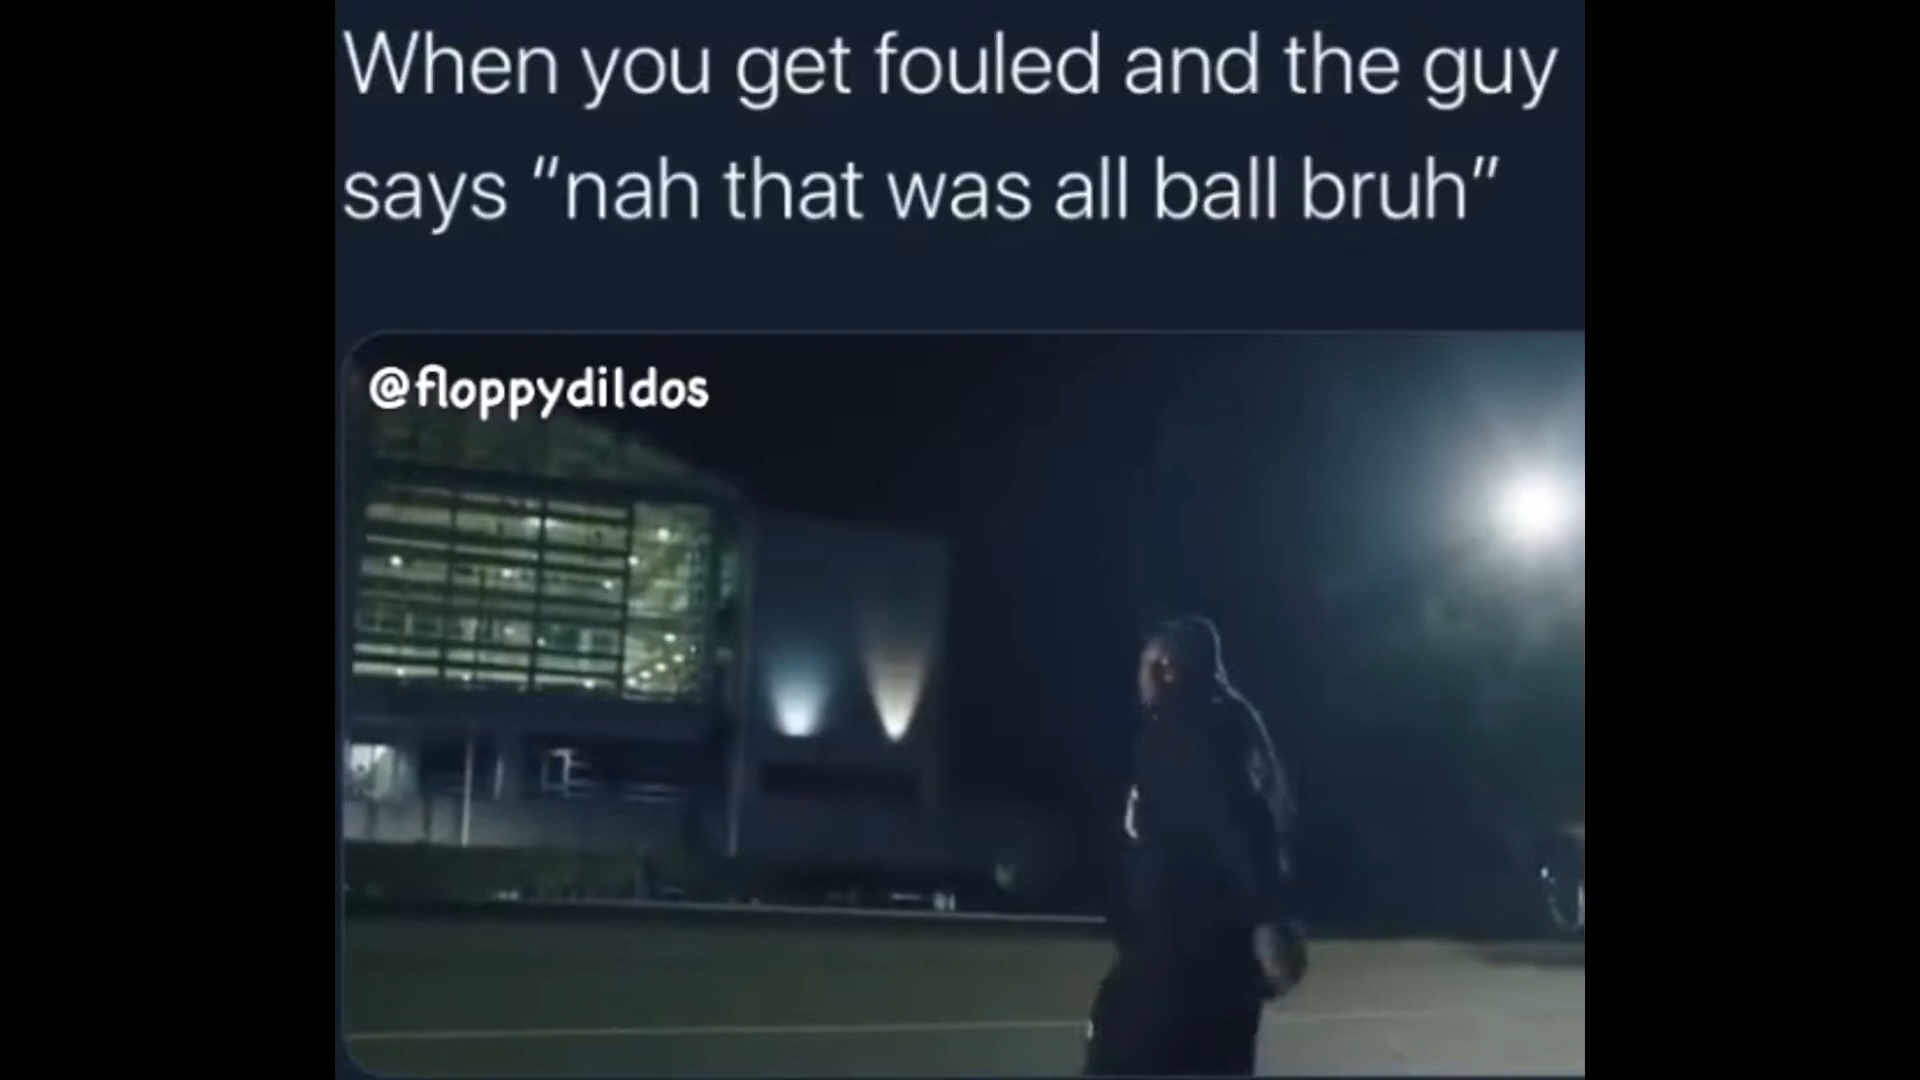 When you get fouled and the guy
says “nah that was all ball bruh”
@floppydildos